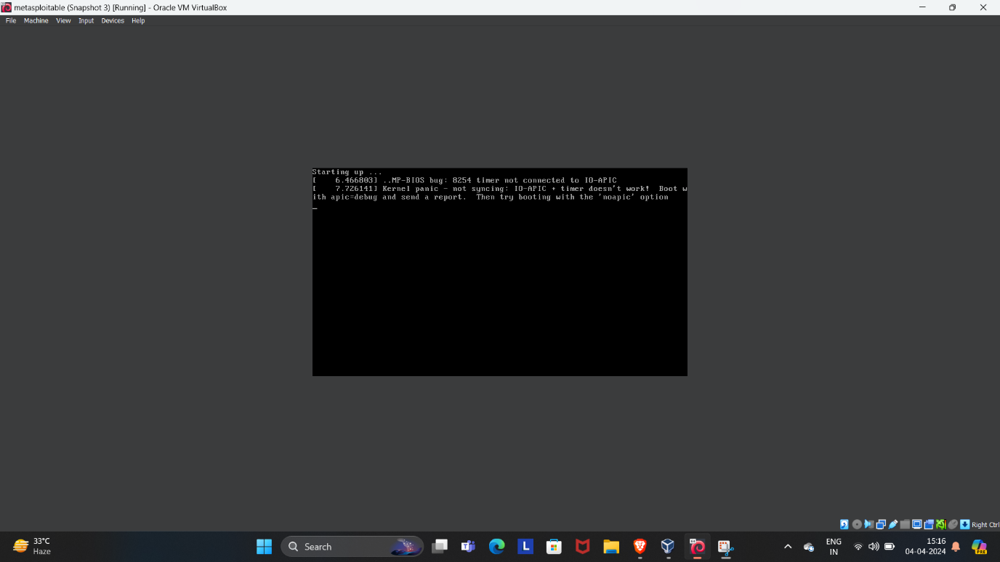 metasploitable (Snapshot 3) [Running] - Oracle VM VirtualBox
File Machine View Input Devices Help
Starting up ...
[    6.466803] ..MP-BIOS bug: 8254 timer not connected to IO-APIC
[    7.726141] Kernel panic - not syncing: IO-APIC + timer doesn't work!  Boot w
ith apic=debug and send a report.  Then try booting with the 'noapic' option
_
Right Ctrl
33°C
Haze
Search
L
ENG
IN
15:16
04-04-2024
PRE